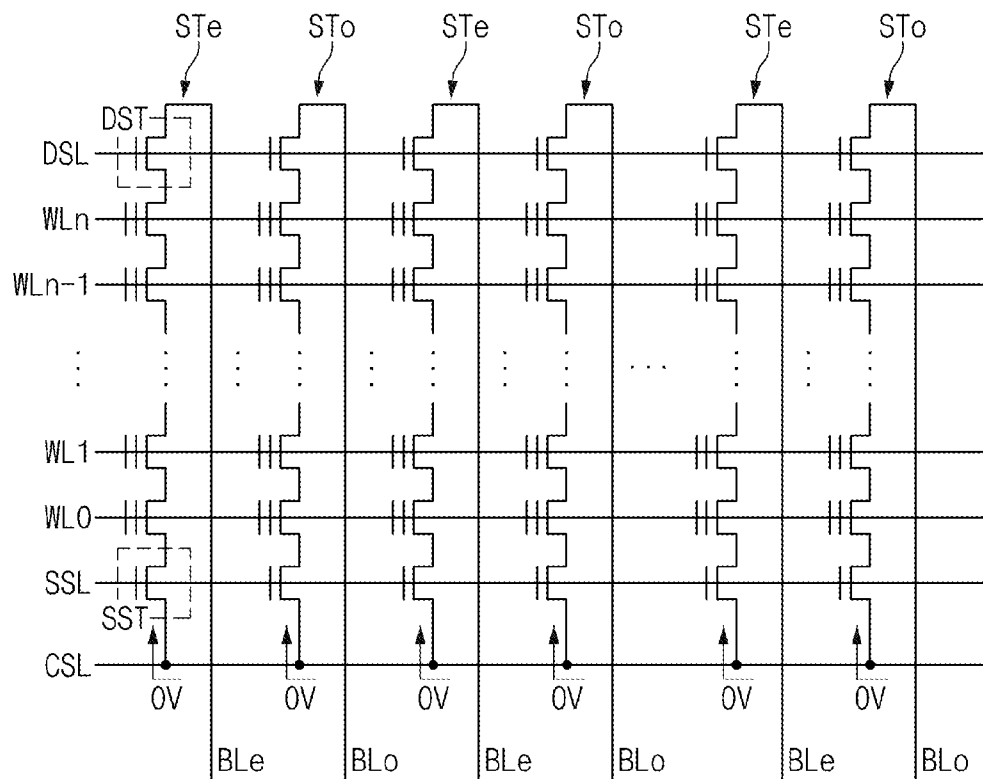 STe STo STe STo STe STo
DST
DSL
WLn
WLn-1
WL1
WL0
SSL
SST
CSL
0V 0V 0V 0V 0V 0V
BLe BLo BLe BLo BLe BLo